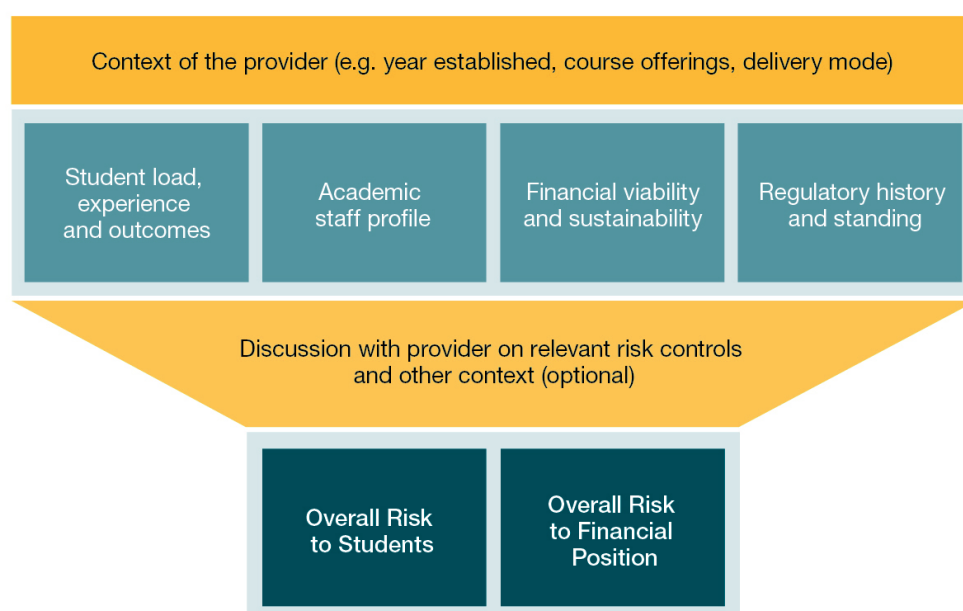 Context of the provider (e.g. year established, course offerings, delivery mode)
Student load,
experience
and outcomes
Academic
staff profile
Financial viability
and sustainability
Regulatory history
and standing
Discussion with provider on relevant risk controls
and other context (optional)
Overall Risk
to Students
Overall Risk
to Financial
Position